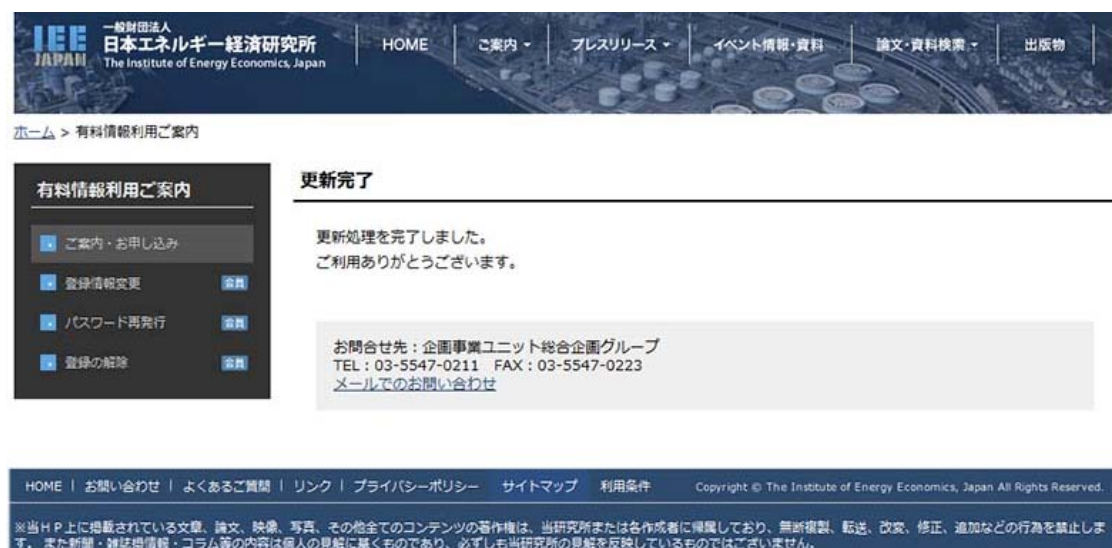 IEE
JAPAN
一般財団法人
日本エネルギー経済研究所
The Institute of Energy Economics, Japan
HOME
ご案内
プレスリリース
イベント情報・資料
論文・資料検索
出版物
ホーム > 有料情報利用ご案内
有料情報利用ご案内
ご案内・お申し込み
登録情報変更 会員
パスワード再発行 会員
登録の解除 会員
更新完了
更新処理を完了しました。
ご利用ありがとうございます。
お問合せ先：企画事業ユニット総合企画グループ
TEL：03-5547-0211 FAX：03-5547-0223
メールでのお問い合わせ
HOME | お問い合わせ | よくあるご質問 | リンク | プライバシーポリシー サイトマップ 利用条件 Copyright © The Institute of Energy Economics, Japan All Rights Reserved.
※当ＨＰ上に掲載されている文章、論文、映像、写真、その他全てのコンテンツの著作権は、当研究所または各作成者に帰属しており、無断複製、転送、改変、修正、追加などの行為を禁止しま
す。また新聞・雑誌掲情報・コラム等の内容は個人の見解に基くものであり、必ずしも当研究所の見解を反映しているものではございません。